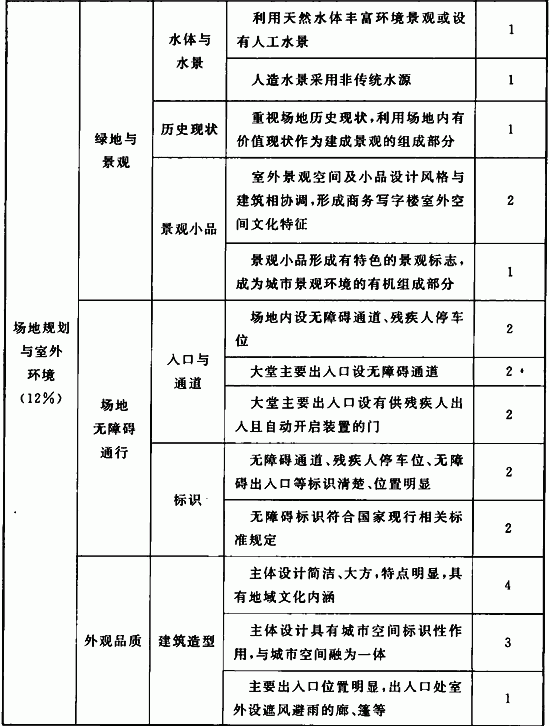 场地规划
与室外
环境
(12%)
绿地与
景观
水体与
水景
利用天然水体丰富环境景观或设
有人工水景
1
人造水景采用非传统水源
1
历史现状
重视场地历史现状,利用场地内有
价值现状作为建成景观的组成部分
1
景观小品
室外景观空间及小品设计风格与
建筑相协调,形成商务写字楼室外空
间文化特征
2
景观小品形成有特色的景观标志,
成为城市景观环境的有机组成部分
1
场地
无障碍
通行
入口与
通道
场地内设无障碍通道、残疾人停车
位
2
大堂主要出入口设无障碍通道
2
大堂主要出入口设有供残疾人出
入且自动开启装置的门
2
标识
无障碍通道、残疾人停车位、无障
碍出入口等标识清楚、位置明显
2
无障碍标识符合国家现行相关标
准规定
2
外观品质
建筑造型
主体设计简洁、大方,特点明显,具
有地域文化内涵
4
主体设计具有城市空间标识性作
用,与城市空间融为一体
3
主要出入口位置明显,出入口处室
外设遮风避雨的廊、篷等
1